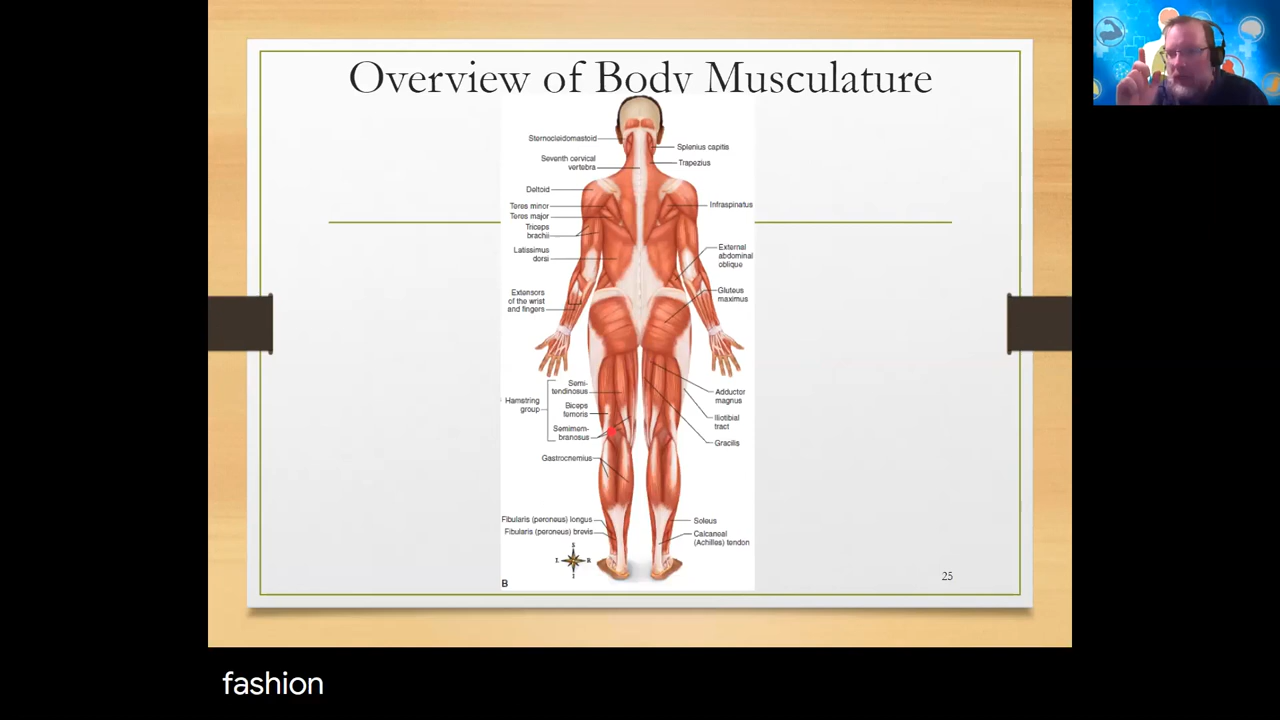 Overview of Body Musculature
Sternocleidomastoid
Seventh cervical
vertebra
Deltoid
Teres minor
Teres major
Triceps
brachii
Latissimus
dorsi
Extensors
of the wrist
and fingers
Semi-
tendinosus
Hamstring
group
Biceps
femoris
Semimem-
branosus
Gastrocnemius
Fibularis (peroneus) longus
Fibularis (peroneus) brevis
Splenius capitis
Trapezius
Infraspinatus
External
abdominal
oblique
Gluteus
maximus
Adductor
magnus
Iliotibial
tract
Gracilis
Soleus
Calcaneal
(Achilles) tendon
S
L R
I
B
25
fashion